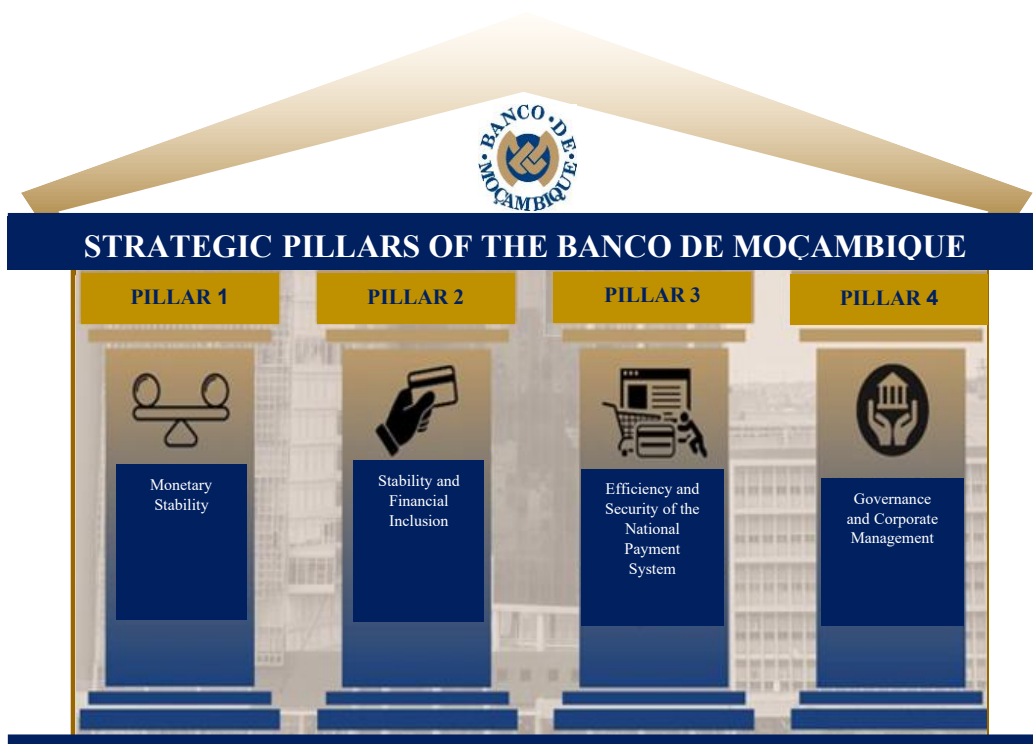 BANCO DE MOÇAMBIQUE
STRATEGIC PILLARS OF THE BANCO DE MOÇAMBIQUE
PILLAR 1
Monetary
Stability
PILLAR 2
Stability and
Financial
Inclusion
PILLAR 3
Efficiency and
Security of the
National
Payment
System
PILLAR 4
Governance
and Corporate
Management